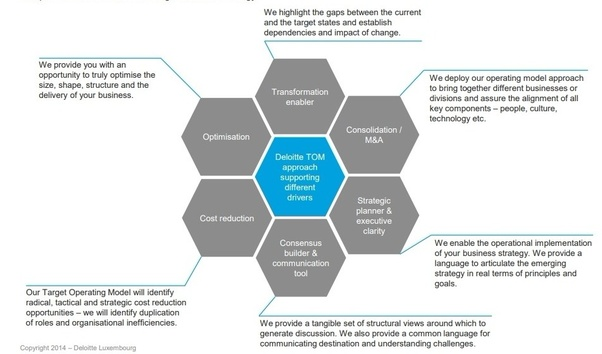 We highlight the gaps between the current
and the target states and establish
dependencies and impact of change.
We provide you with an
opportunity to truly optimise the
size, shape, structure and the
delivery of your business.
We deploy our operating model approach
to bring together different businesses or
divisions and assure the alignment of all
key components – people, culture,
technology etc.
Transformation
enabler
Optimisation
Consolidation /
M&A
Deloitte TOM
approach
supporting
different
drivers
Cost reduction
Strategic
planner &
executive
clarity
Consensus
builder &
communication
tool
We enable the operational implementation
of your business strategy. We provide a
language to articulate the emerging
strategy in real terms of principles and
goals.
Our Target Operating Model will identify
radical, tactical and strategic cost reduction
opportunities – we will identify duplication
of roles and organisational inefficiencies.
We provide a tangible set of structural views around which to
generate discussion. We also provide a common language for
communicating destination and understanding challenges.
Copyright 2014 – Deloitte Luxembourg